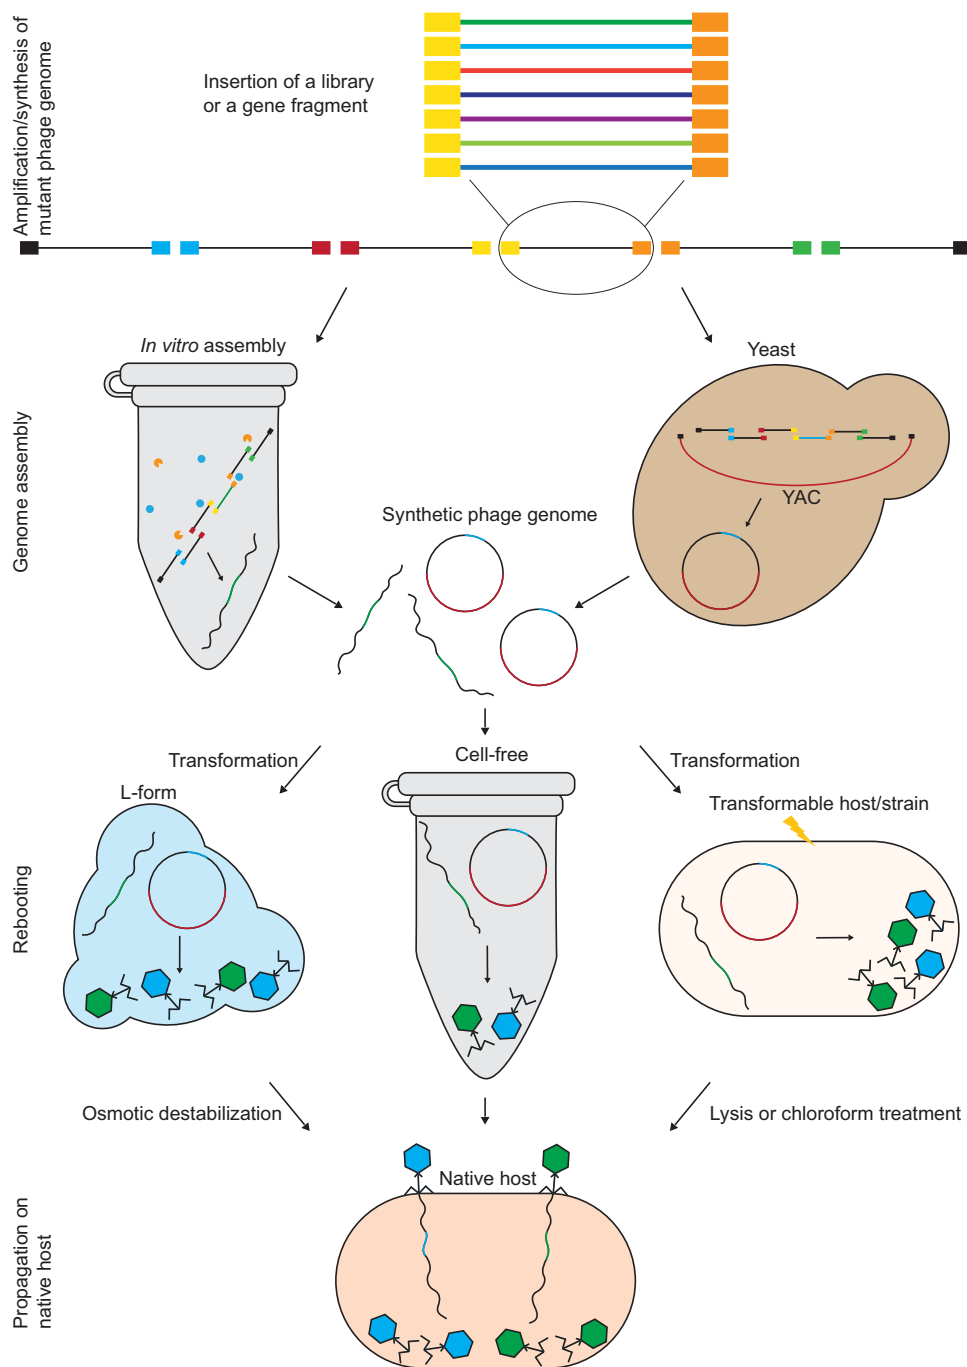 Amplification/synthesis of
mutant phage genome
Insertion of a library
or a gene fragment
In vitro assembly
Yeast
Genome assembly
YAC
Synthetic phage genome
Transformation
Cell-free
Transformation
L-form
Transformable host/strain
Rebooting
Osmotic destabilization
Lysis or chloroform treatment
Native host
Propagation on
native host